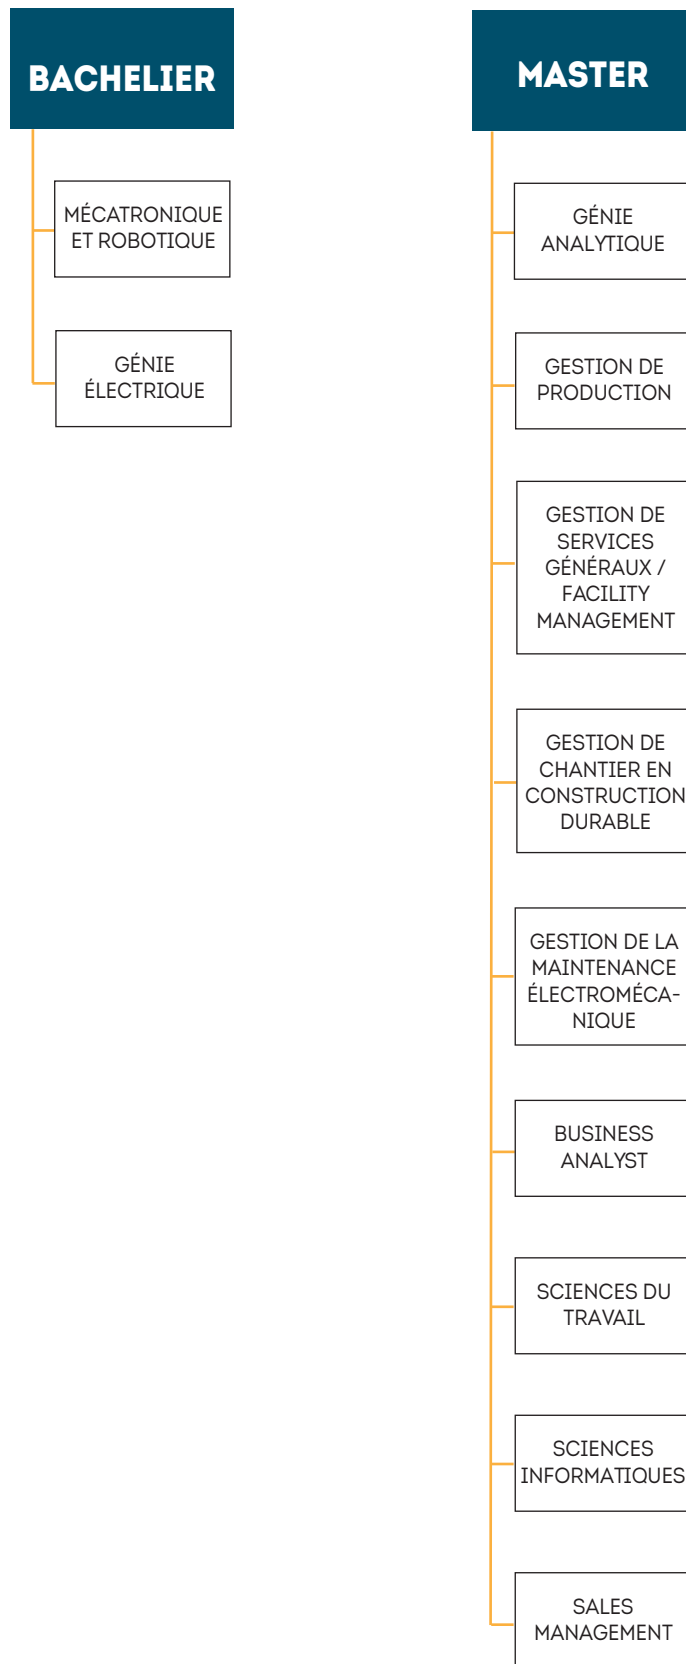 BACHELIER
MÉCATRONIQUE
ET ROBOTIQUE
GÉNIE
ÉLECTRIQUE
MASTER
GÉNIE
ANALYTIQUE
GESTION DE
PRODUCTION
GESTION DE
SERVICES
GÉNÉRAUX /
FACILITY
MANAGEMENT
GESTION DE
CHANTIER EN
CONSTRUCTION
DURABLE
GESTION DE LA
MAINTENANCE
ÉLECTROMÉCA-
NIQUE
BUSINESS
ANALYST
SCIENCES DU
TRAVAIL
SCIENCES
INFORMATIQUES
SALES
MANAGEMENT